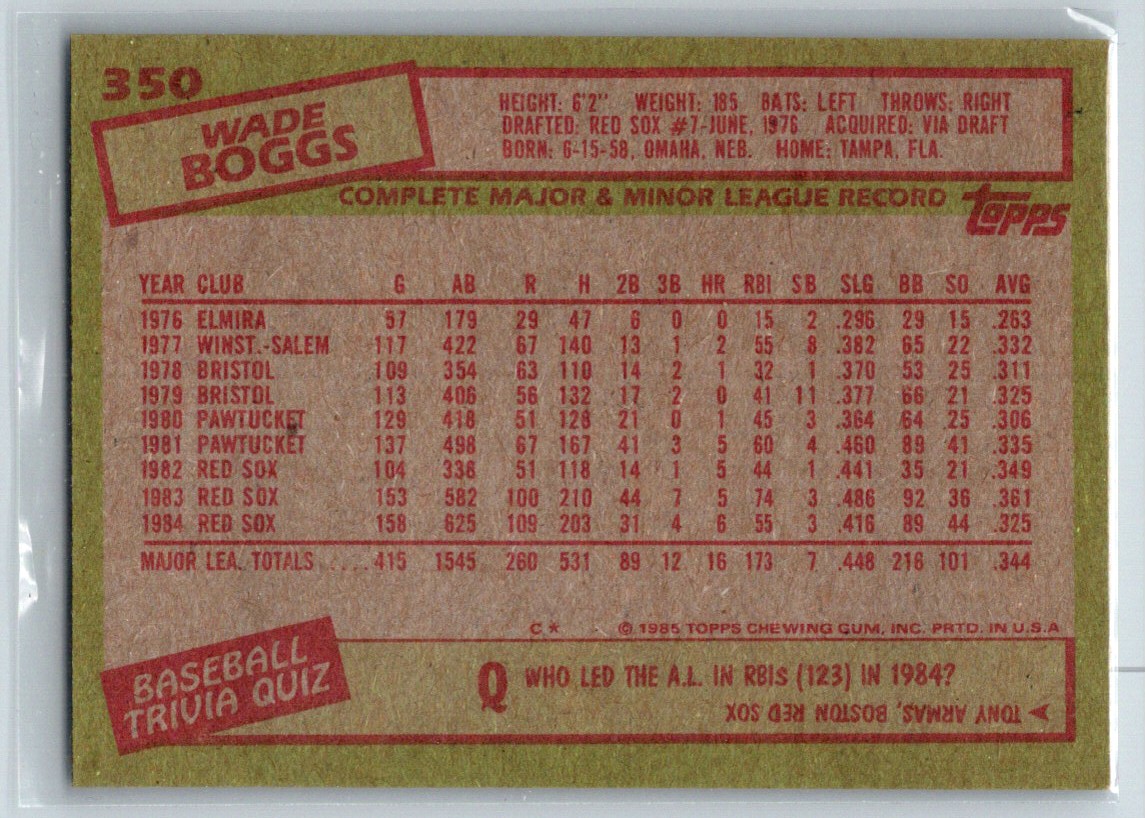 350
WADE
BOGGS
HEIGHT: 6'2" WEIGHT: 185 BATS: LEFT THROWS: RIGHT
DRAFTED: RED SOX #7-JUNE, 1976 ACQUIRED: VIA DRAFT
BORN: 6-15-58, OMAHA, NEB. HOME: TAMPA, FLA.
COMPLETE MAJOR & MINOR LEAGUE RECORD
TOPPS
YEAR CLUB G AB R H 2B 3B HR RBI SB SLG BB SO AVG
1976 ELMIRA 57 179 29 47 6 0 0 15 2 .296 29 15 .263
1977 WINST.-SALEM 117 422 67 140 13 1 2 55 8 .382 65 22 .332
1978 BRISTOL 109 354 63 110 14 2 1 32 1 .370 53 25 .311
1979 BRISTOL 113 406 56 132 17 2 0 41 11 .377 66 21 .325
1980 PAWTUCKET 129 418 51 128 21 0 1 45 3 .364 64 25 .306
1981 PAWTUCKET 137 498 67 167 41 3 5 60 4 .460 89 41 .335
1982 RED SOX 104 338 51 118 14 1 5 44 1 .441 35 21 .349
1983 RED SOX 153 582 100 210 44 7 5 74 3 .486 92 36 .361
1984 RED SOX 158 625 109 203 31 4 6 55 3 .416 89 44 .325
MAJOR LEA. TOTALS ....415 1545 260 531 89 12 16 173 7 .448 216 101 .344
C* © 1985 TOPPS CHEWING GUM, INC. PRTD. IN U.S.A
BASEBALL
TRIVIA QUIZ
Q WHO LED THE A.L. IN RBIs (123) IN 1984?
TONY ARMAS, BOSTON RED SOX